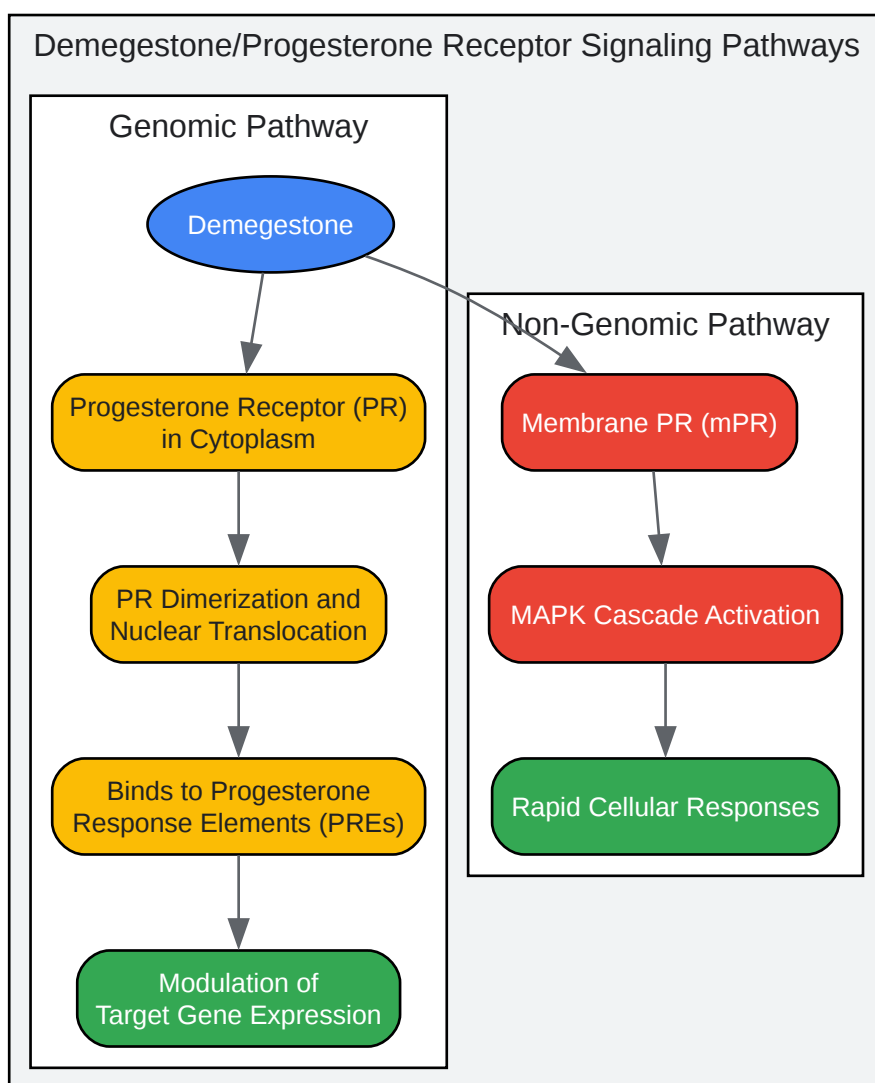 Demegestone/Progesterone Receptor Signaling Pathways
Genomic Pathway
Demegestone
Progesterone Receptor (PR)
in Cytoplasm
PR Dimerization and
Nuclear Translocation
Binds to Progesterone
Response Elements (PREs)
Modulation of
Target Gene Expression
Non-Genomic Pathway
Membrane PR (mPR)
MAPK Cascade Activation
Rapid Cellular Responses